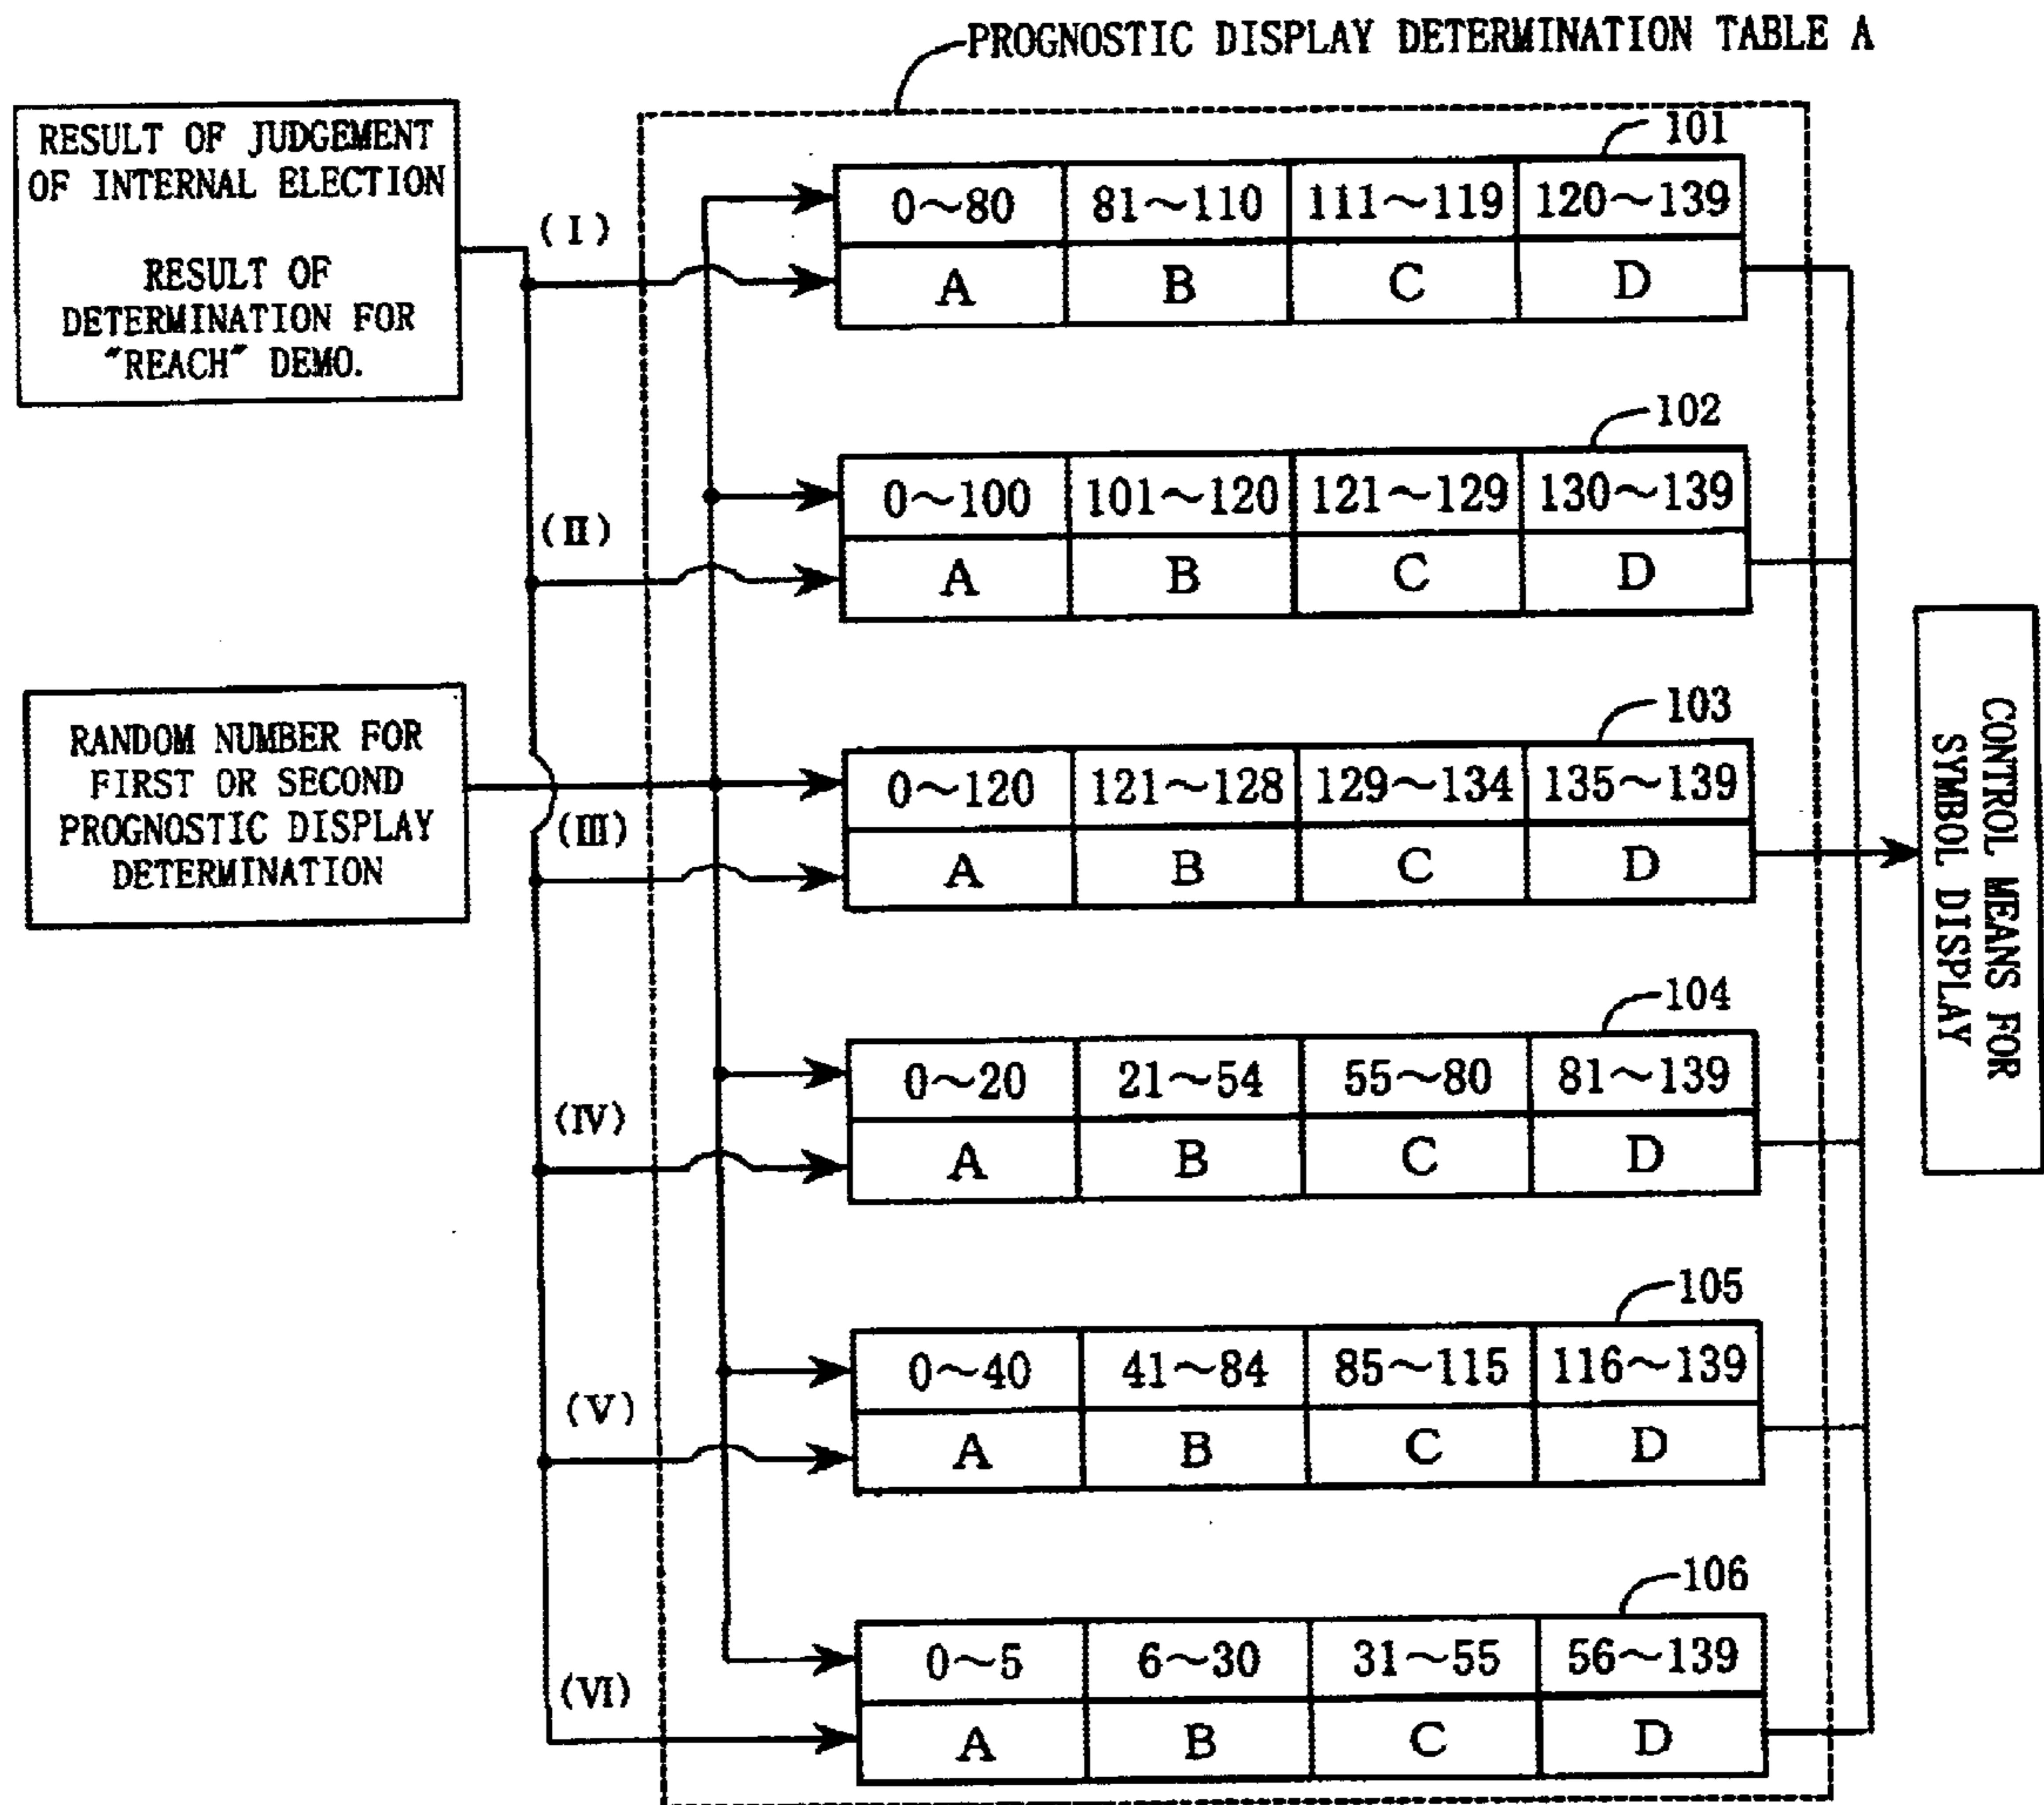 PROGNOSTIC DISPLAY DETERMINATION TABLE A
RESULT OF JUDGEMENT
OF INTERNAL ELECTION
RESULT OF
DETERMINATION FOR
"REACH" DEMO.
RANDOM NUMBER FOR
FIRST OR SECOND
PROGNOSTIC DISPLAY
DETERMINATION
(I)
101
0~80 81~110 111~119 120~139
A B C D
(II)
102
0~100 101~120 121~129 130~139
A B C D
(III)
103
0~120 121~128 129~134 135~139
A B C D
(IV)
104
0~20 21~54 55~80 81~139
A B C D
(V)
105
0~40 41~84 85~115 116~139
A B C D
(VI)
106
0~5 6~30 31~55 56~139
A B C D
CONTROL MEANS FOR
SYMBOL DISPLAY